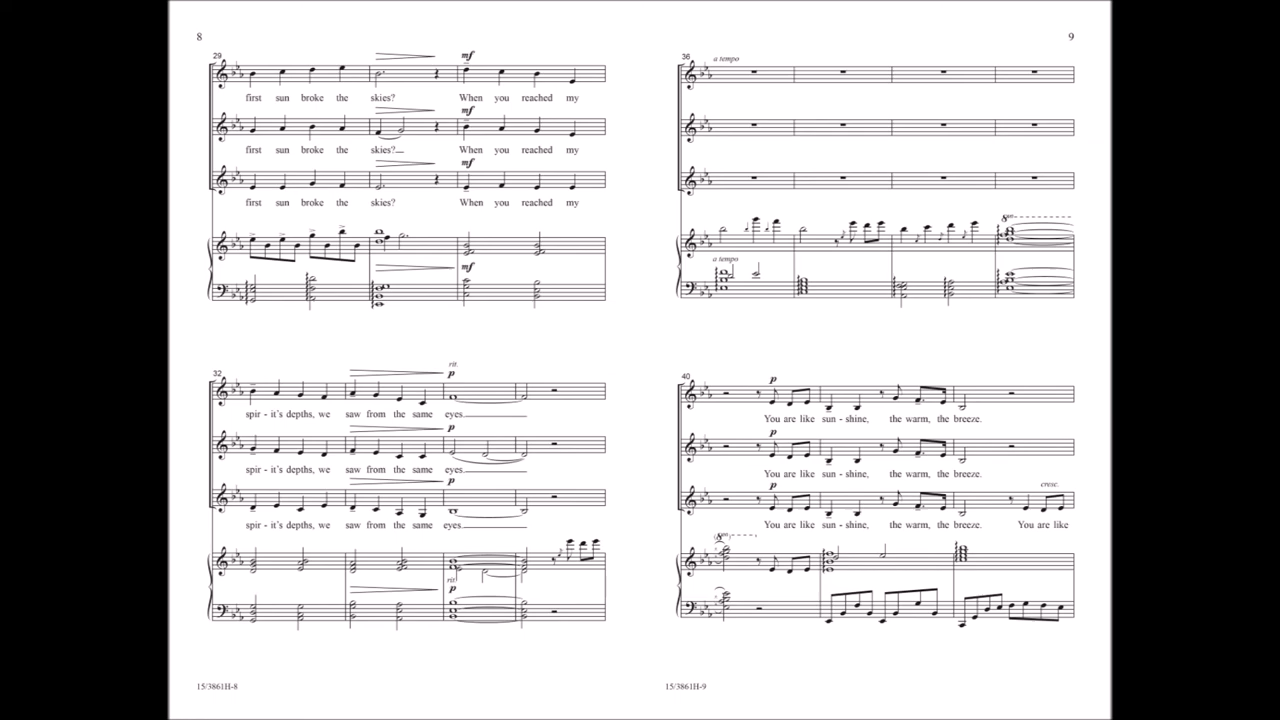 8
29
mf
first sun broke the skies? When you reached my
mf
first sun broke the skies? When you reached my
mf
first sun broke the skies? When you reached my
mf
32
rit.
p
spir - it's depths, we saw from the same eyes.
p
spir - it's depths, we saw from the same eyes.
p
spir - it's depths, we saw from the same eyes.
rit.
p
15/3861H-8
9
36
a tempo
a tempo
8va
40
p
You are like sun - shine, the warm, the breeze.
p
You are like sun - shine, the warm, the breeze.
p
cresc.
You are like sun - shine, the warm, the breeze. You are like
(8va)
15/3861H-9